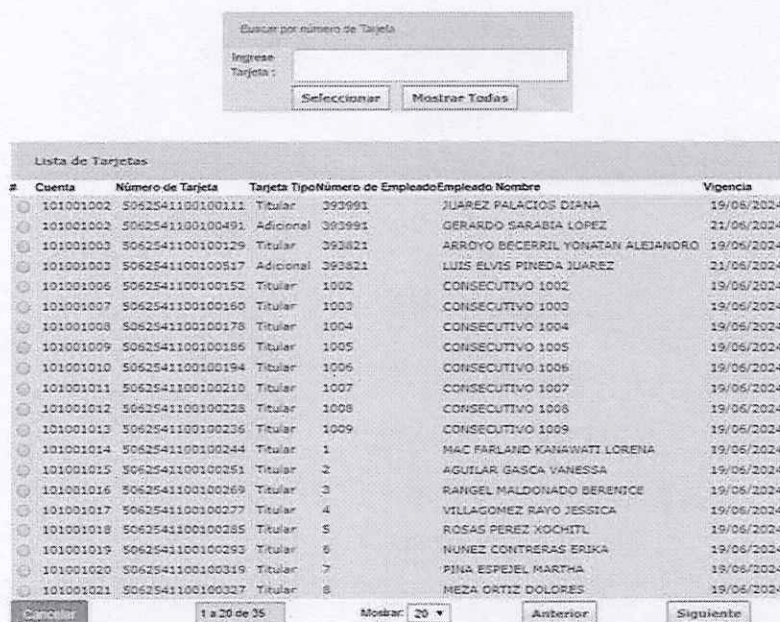 Buscar por número de Tarjeta
Ingrese
Tarjeta :
Seleccionar Mostrar Todas
Lista de Tarjetas
# Cuenta Número de Tarjeta Tarjeta Tipo Número de Empleado Empleado Nombre Vigencia
101001002 5062541100100111 Titular 393991 JUAREZ PALACIOS DIANA 19/06/2024
101001002 5062541100100491 Adicional 393991 GERARDO SARABIA LOPEZ 21/06/2024
101001003 5062541100100129 Titular 393821 ARROYO BECERRIL YONATAN ALEJANDRO 19/06/2024
101001003 5062541100100517 Adicional 393821 LUIS ELVIS PINEDA JUAREZ 21/06/2024
101001006 5062541100100152 Titular 1002 CONSECUTIVO 1002 19/06/2024
101001007 5062541100100160 Titular 1003 CONSECUTIVO 1003 19/06/2024
101001008 5062541100100178 Titular 1004 CONSECUTIVO 1004 19/06/2024
101001009 5062541100100186 Titular 1005 CONSECUTIVO 1005 19/06/2024
101001010 5062541100100194 Titular 1006 CONSECUTIVO 1006 19/06/2024
101001011 5062541100100210 Titular 1007 CONSECUTIVO 1007 19/06/2024
101001012 5062541100100228 Titular 1008 CONSECUTIVO 1008 19/06/2024
101001013 5062541100100236 Titular 1009 CONSECUTIVO 1009 19/06/2024
101001014 5062541100100244 Titular 1 MAC FARLAND KANAWATI LORENA 19/06/2024
101001015 5062541100100251 Titular 2 AGUILAR GASCA VANESSA 19/06/2024
101001016 5062541100100269 Titular 3 RANGEL MALDONADO BERENICE 19/06/2024
101001017 5062541100100277 Titular 4 VILLAGOMEZ RAYO JESSICA 19/06/2024
101001018 5062541100100285 Titular 5 ROSAS PEREZ XOCHITL 19/06/2024
101001019 5062541100100293 Titular 6 NUNEZ CONTRERAS ERIKA 19/06/2024
101001020 5062541100100319 Titular 7 PINA ESPEJEL MARTHA 19/06/2024
101001021 5062541100100327 Titular 8 MEZA ORTIZ DOLORES 19/06/2024
Cancelar 1 a 20 de 35 Mostrar: 20 Anterior Siguiente